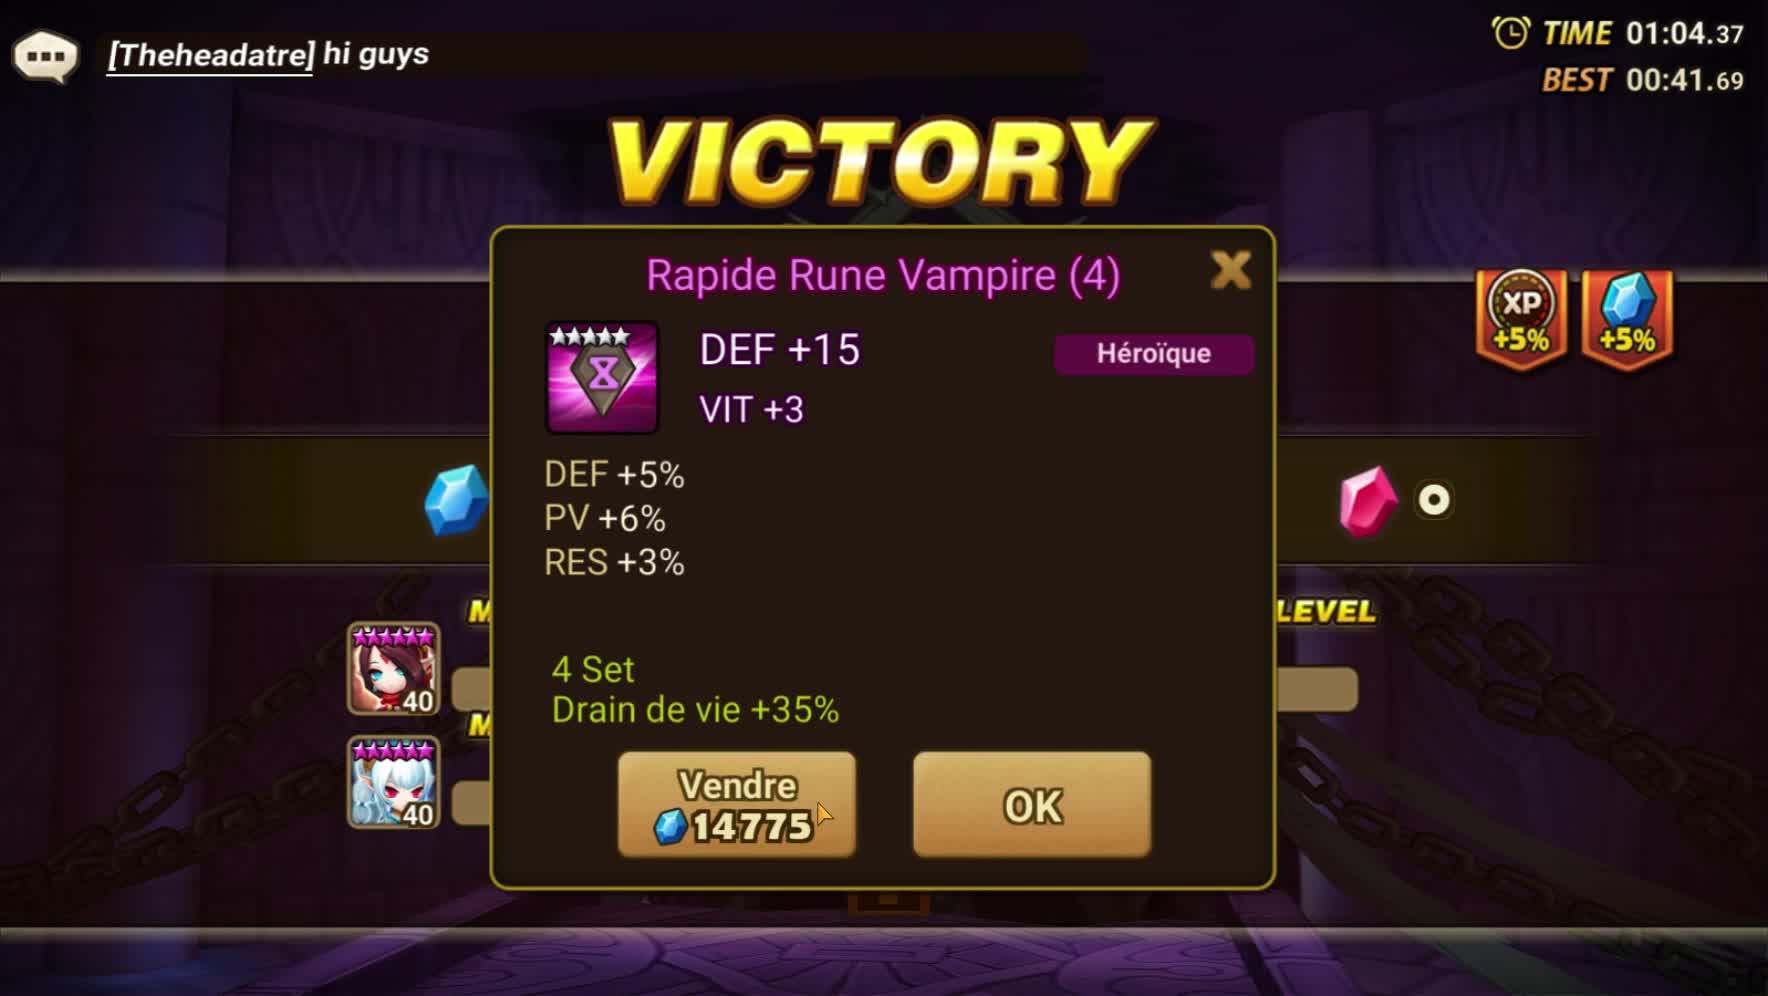 [Theheadatre] hi guys
TIME 01:04.37
BEST 00:41.69
VICTORY
Rapide Rune Vampire (4)
DEF +15
Héroïque
VIT +3
XP
+5%
+5%
DEF +5%
PV +6%
RES +3%
0
LEVEL
4 Set
Drain de vie +35%
40
40
Vendre
14775
OK